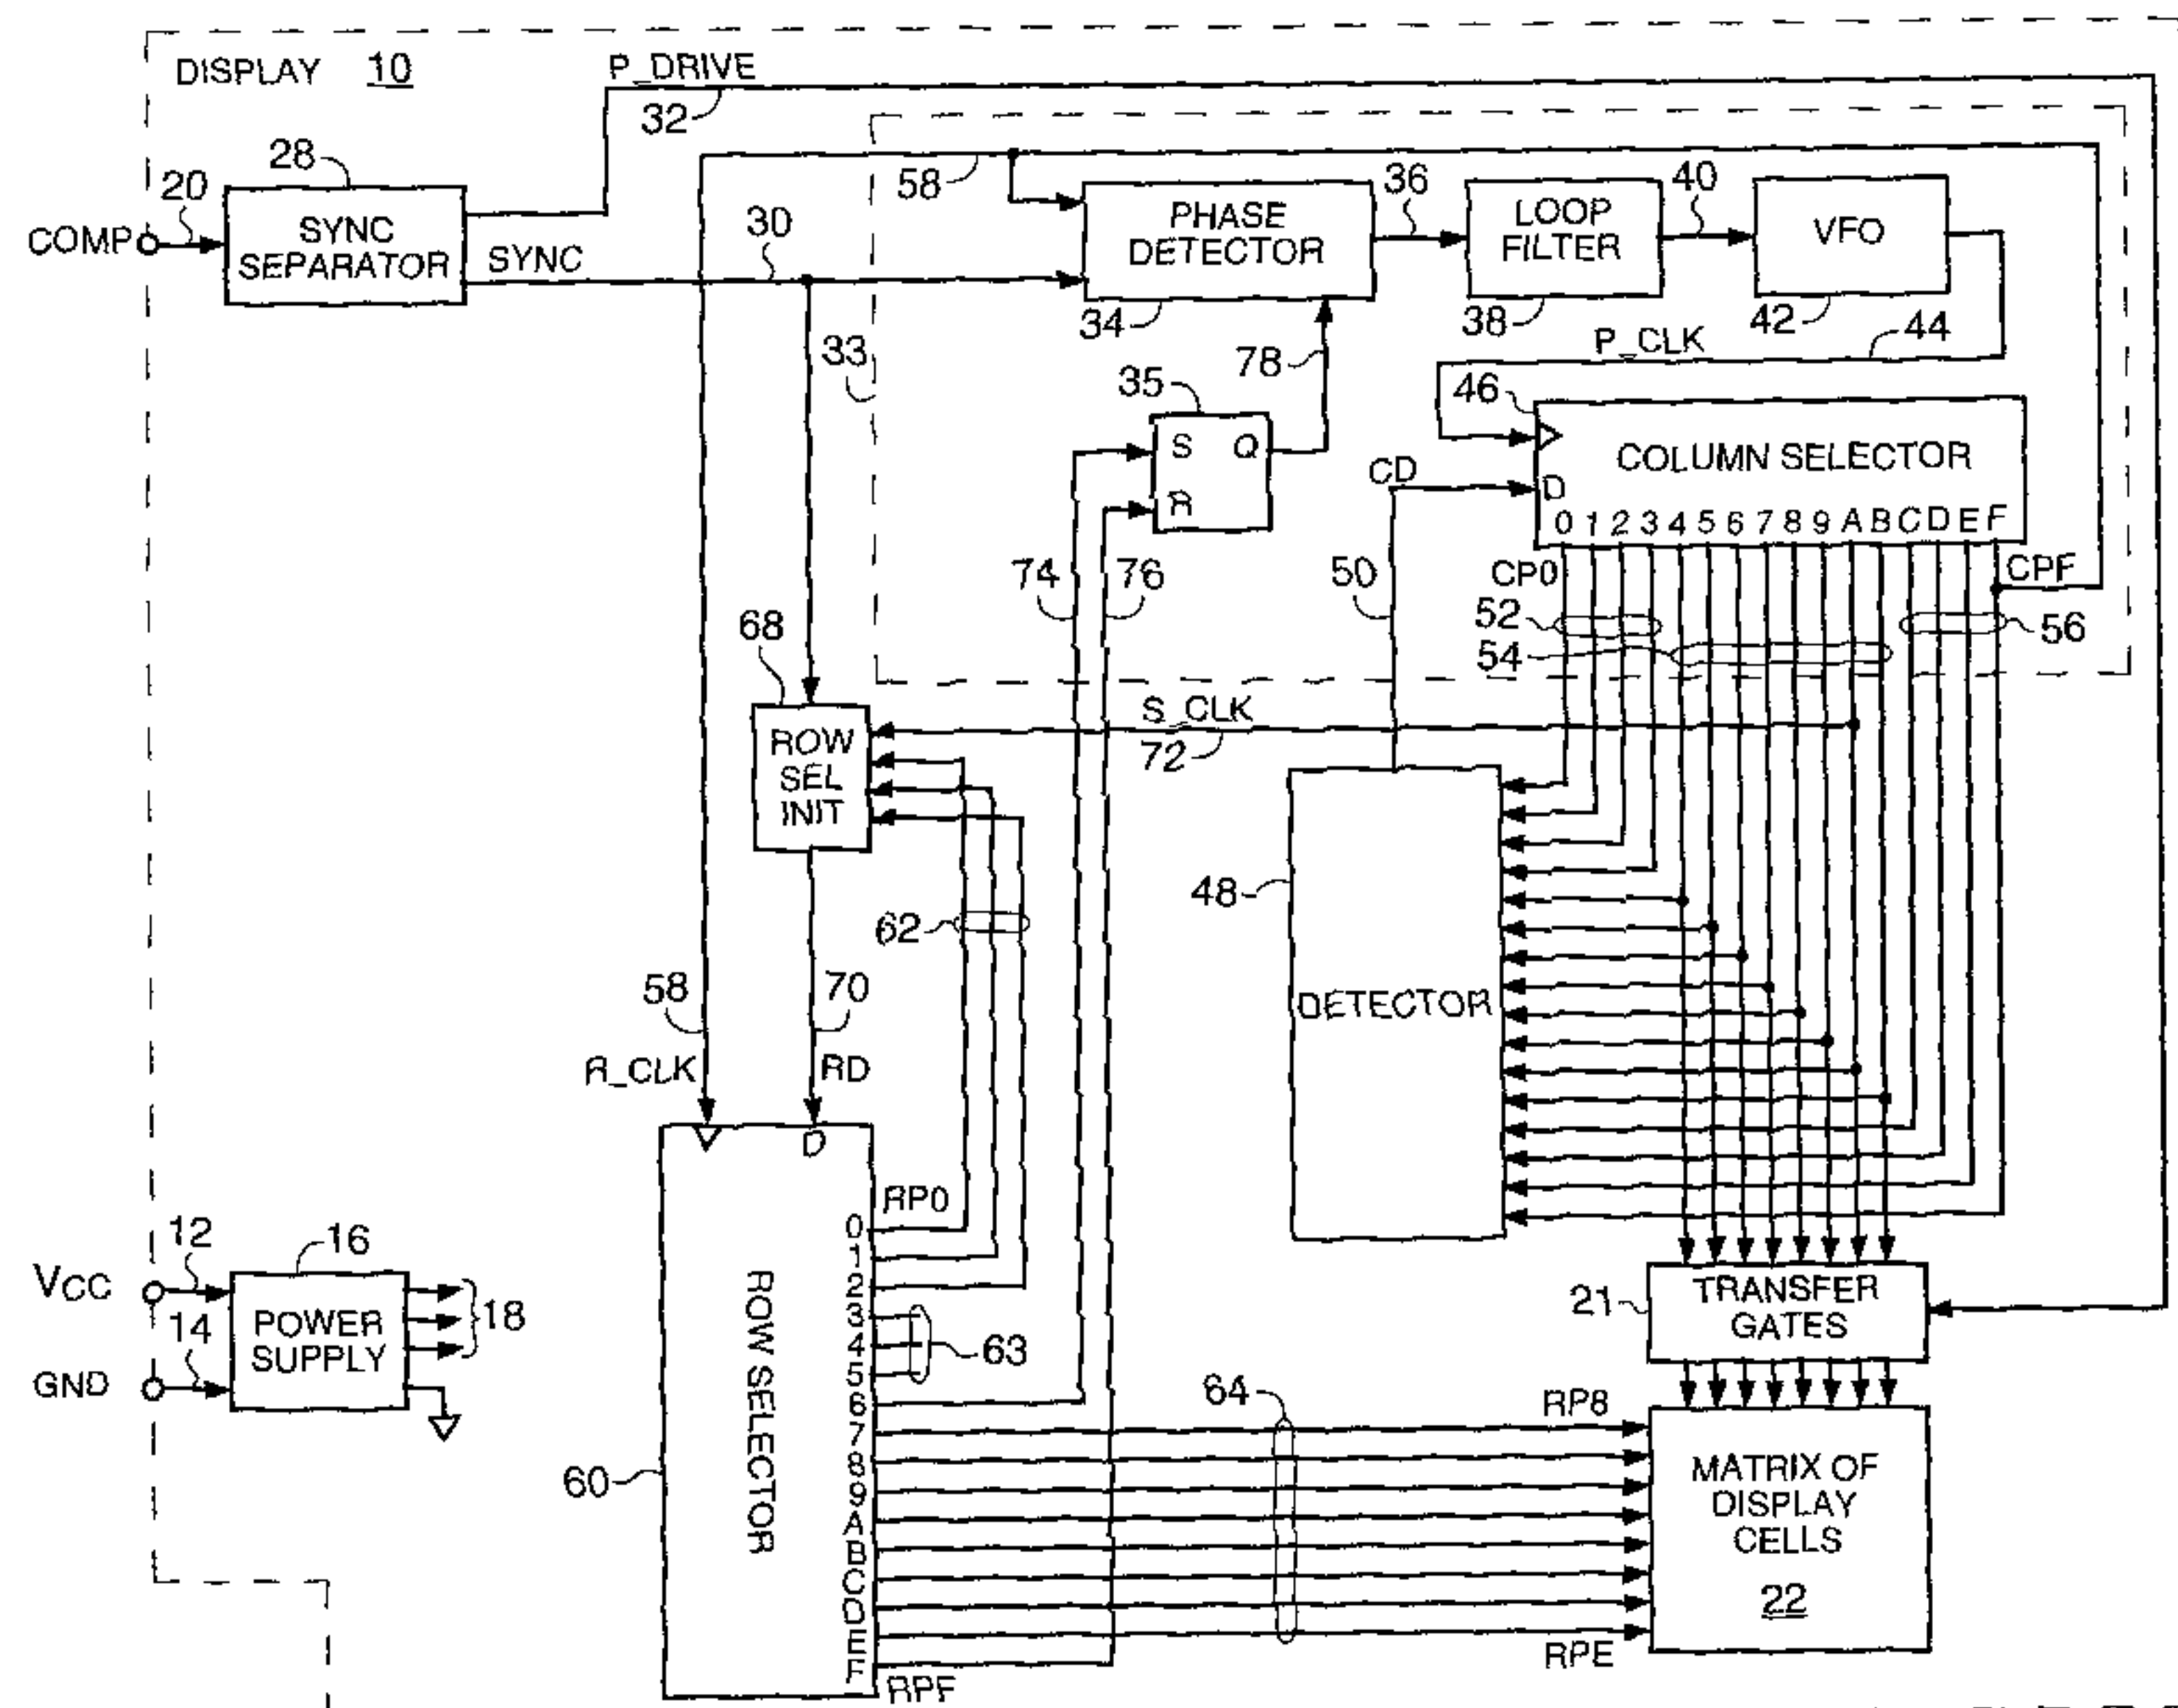 DISPLAY 10
P_DRIVE
32
28
20
COMP
SYNC
SEPARATOR
SYNC
30
58
PHASE
DETECTOR
34
36
LOOP
FILTER
38
40
VFO
42
P_CLK
44
33
78
35
S Q
R
46
COLUMN SELECTOR
CD
D
0 1 2 3 4 5 6 7 8 9 A B C D E F
CP0
CPF
50
52
54
56
74
76
68
ROW
SEL
INIT
S_CLK
72
48
DETECTOR
62
58
70
R_CLK
RD
D
RP0
0
1
2
3
4
5
6
7
8
9
A
B
C
D
E
F
RPF
ROW SELECTOR
60
63
64
12
VCC
16
POWER
SUPPLY
18
14
GND
21
TRANSFER
GATES
RP8
RPE
MATRIX OF
DISPLAY
CELLS
22